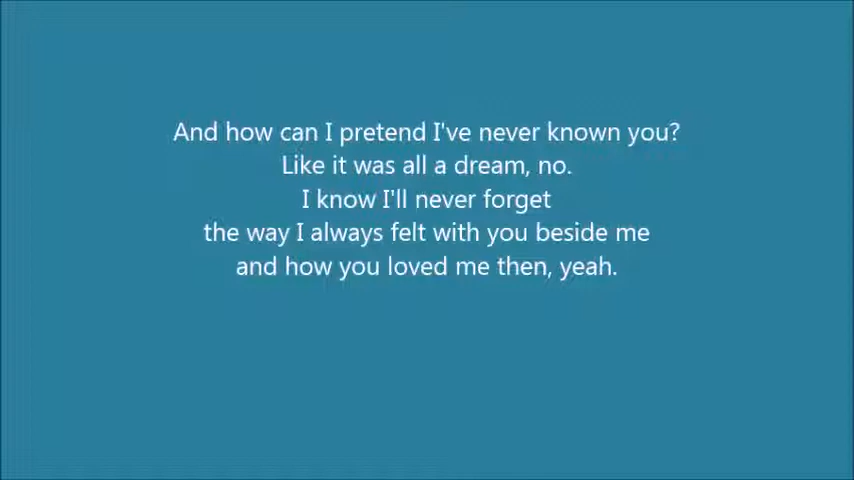 And how can I pretend I've never known you?
Like it was all a dream, no.
I know I'll never forget
the way I always felt with you beside me
and how you loved me then, yeah.